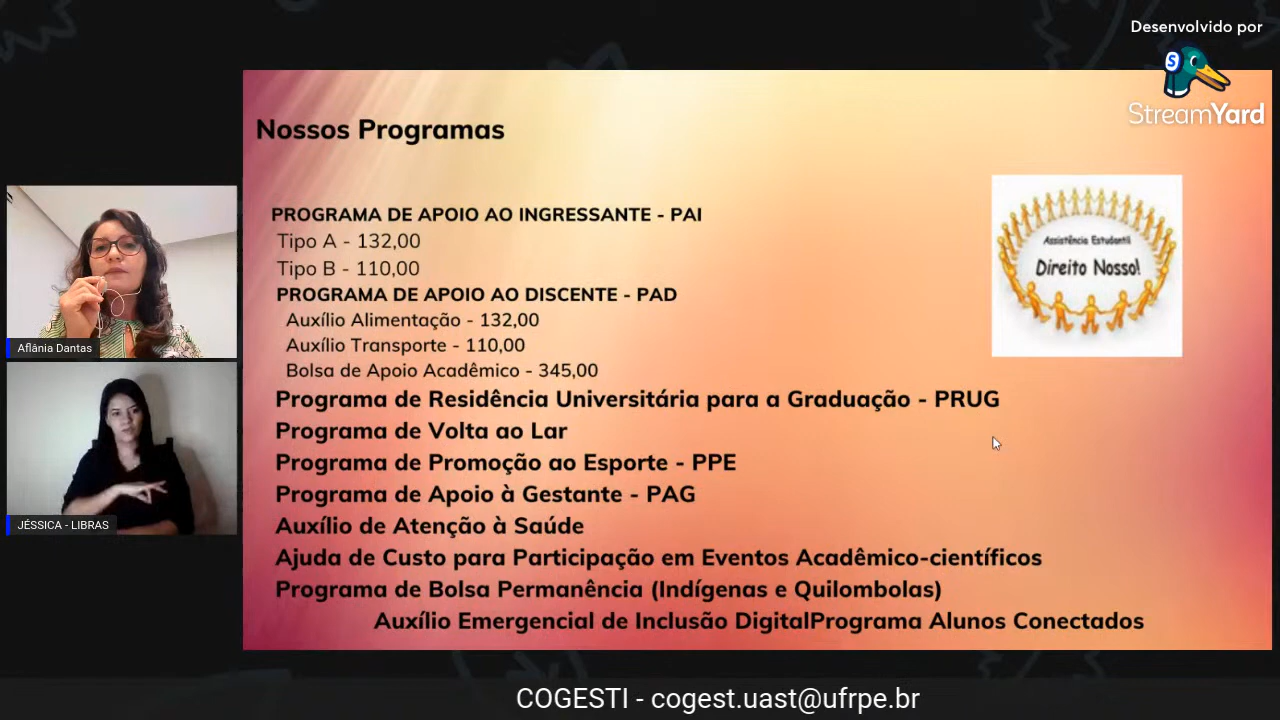 Desenvolvido por
StreamYard
Nossos Programas
PROGRAMA DE APOIO AO INGRESSANTE - PAI
Tipo A - 132,00
Tipo B - 110,00
PROGRAMA DE APOIO AO DISCENTE - PAD
Auxílio Alimentação - 132,00
Auxílio Transporte - 110,00
Bolsa de Apoio Acadêmico - 345,00
Programa de Residência Universitária para a Graduação - PRUG
Programa de Volta ao Lar
Programa de Promoção ao Esporte - PPE
Programa de Apoio à Gestante - PAG
Auxílio de Atenção à Saúde
Ajuda de Custo para Participação em Eventos Acadêmico-científicos
Programa de Bolsa Permanência (Indígenas e Quilombolas)
Auxílio Emergencial de Inclusão DigitalPrograma Alunos Conectados
Assistência Estudantil
Direito Nosso!
Aflânia Dantas
JÉSSICA - LIBRAS
COGESTI - cogest.uast@ufrpe.br